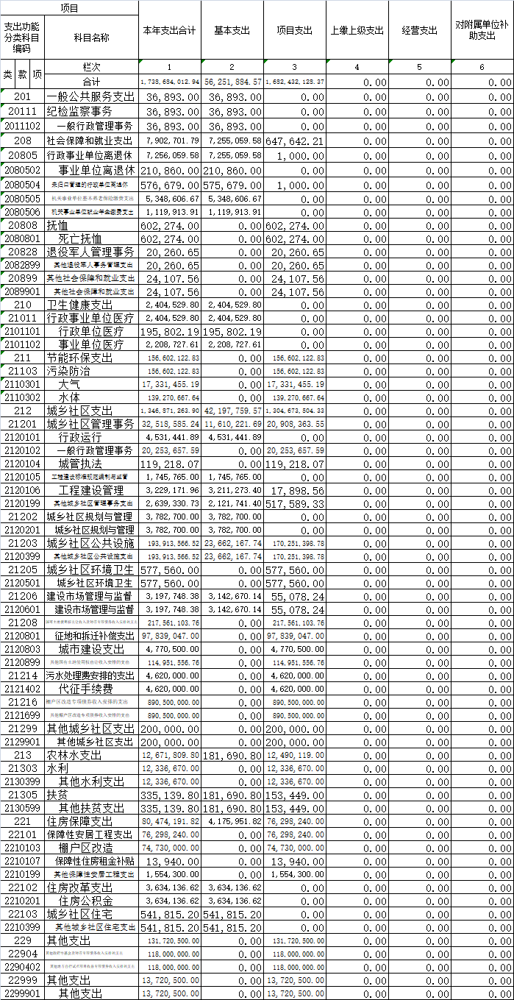 项目
支出功能分类科目编码 科目名称 本年支出合计 基本支出 项目支出 上缴上级支出 经营支出 对附属单位补助支出
类 款 项 栏次 1 2 3 4 5 6
合计 1,738,684,012.94 56,251,884.57 1,682,432,128.37 0.00 0.00 0.00
201 一般公共服务支出 36,893.00 36,893.00 0.00 0.00 0.00 0.00
20111 纪检监察事务 36,893.00 36,893.00 0.00 0.00 0.00 0.00
2011102 一般行政管理事务 36,893.00 36,893.00 0.00 0.00 0.00 0.00
208 社会保障和就业支出 7,902,701.79 7,255,059.58 647,642.21 0.00 0.00 0.00
20805 行政事业单位离退休 7,256,059.58 7,255,059.58 1,000.00 0.00 0.00 0.00
2080502 事业单位离退休 210,860.00 210,860.00 0.00 0.00 0.00 0.00
2080504 未归口管理的行政单位离退休 576,679.00 575,679.00 1,000.00 0.00 0.00 0.00
2080505 机关事业单位基本养老保险缴费支出 5,348,606.67 5,348,606.67 0.00 0.00 0.00 0.00
2080506 机关事业单位职业年金缴费支出 1,119,913.91 1,119,913.91 0.00 0.00 0.00 0.00
20808 抚恤 602,274.00 0.00 602,274.00 0.00 0.00 0.00
2080801 死亡抚恤 602,274.00 0.00 602,274.00 0.00 0.00 0.00
20828 退役军人管理事务 20,260.65 0.00 20,260.65 0.00 0.00 0.00
2082899 其他退役军人事务管理支出 20,260.65 0.00 20,260.65 0.00 0.00 0.00
20899 其他社会保障和就业支出 24,107.56 0.00 24,107.56 0.00 0.00 0.00
2089901 其他社会保障和就业支出 24,107.56 0.00 24,107.56 0.00 0.00 0.00
210 卫生健康支出 2,404,529.80 2,404,529.80 0.00 0.00 0.00 0.00
21011 行政事业单位医疗 2,404,529.80 2,404,529.80 0.00 0.00 0.00 0.00
2101101 行政单位医疗 195,802.19 195,802.19 0.00 0.00 0.00 0.00
2101102 事业单位医疗 2,208,727.61 2,208,727.61 0.00 0.00 0.00 0.00
211 节能环保支出 156,602,122.83 0.00 156,602,122.83 0.00 0.00 0.00
21103 污染防治 156,602,122.83 0.00 156,602,122.83 0.00 0.00 0.00
2110301 大气 17,331,455.19 0.00 17,331,455.19 0.00 0.00 0.00
2110302 水体 139,270,667.64 0.00 139,270,667.64 0.00 0.00 0.00
212 城乡社区支出 1,346,871,263.90 42,197,759.57 1,304,673,504.33 0.00 0.00 0.00
21201 城乡社区管理事务 32,518,585.24 11,610,221.69 20,908,363.55 0.00 0.00 0.00
2120101 行政运行 4,531,441.89 4,531,441.89 0.00 0.00 0.00 0.00
2120102 一般行政管理事务 20,253,657.59 0.00 20,253,657.59 0.00 0.00 0.00
2120104 城管执法 119,218.07 0.00 119,218.07 0.00 0.00 0.00
2120105 工程建设标准规范编制与监管 1,745,765.00 1,745,765.00 0.00 0.00 0.00 0.00
2120106 工程建设管理 3,229,171.96 3,211,273.40 17,898.56 0.00 0.00 0.00
2120199 其他城乡社区管理事务支出 2,639,330.73 2,121,741.40 517,589.33 0.00 0.00 0.00
21202 城乡社区规划与管理 3,782,700.00 3,782,700.00 0.00 0.00 0.00 0.00
2120201 城乡社区规划与管理 3,782,700.00 3,782,700.00 0.00 0.00 0.00 0.00
21203 城乡社区公共设施 193,913,566.52 23,662,167.74 170,251,398.78 0.00 0.00 0.00
2120399 其他城乡社区公共设施支出 193,913,566.52 23,662,167.74 170,251,398.78 0.00 0.00 0.00
21205 城乡社区环境卫生 577,560.00 0.00 577,560.00 0.00 0.00 0.00
2120501 城乡社区环境卫生 577,560.00 0.00 577,560.00 0.00 0.00 0.00
21206 建设市场管理与监督 3,197,748.38 3,142,670.14 55,078.24 0.00 0.00 0.00
2120601 建设市场管理与监督 3,197,748.38 3,142,670.14 55,078.24 0.00 0.00 0.00
21208 217,561,103.76 0.00 217,561,103.76 0.00 0.00 0.00
2120801 征地和拆迁补偿支出 97,839,047.00 0.00 97,839,047.00 0.00 0.00 0.00
2120803 城市建设支出 4,770,500.00 0.00 4,770,500.00 0.00 0.00 0.00
2120899 其他国有土地使用权出让收入安排的支出 114,951,556.76 0.00 114,951,556.76 0.00 0.00 0.00
21214 污水处理费安排的支出 4,620,000.00 0.00 4,620,000.00 0.00 0.00 0.00
2121402 代征手续费 4,620,000.00 0.00 4,620,000.00 0.00 0.00 0.00
21216 棚户区改造专项债券收入安排的支出 890,500,000.00 0.00 890,500,000.00 0.00 0.00 0.00
2121699 其他棚户区改造专项债券收入安排的支出 890,500,000.00 0.00 890,500,000.00 0.00 0.00 0.00
21299 其他城乡社区支出 200,000.00 0.00 200,000.00 0.00 0.00 0.00
2129901 其他城乡社区支出 200,000.00 0.00 200,000.00 0.00 0.00 0.00
213 农林水支出 12,671,809.80 181,690.80 12,490,119.00 0.00 0.00 0.00
21303 水利 12,336,670.00 0.00 12,336,670.00 0.00 0.00 0.00
2130399 其他水利支出 12,336,670.00 0.00 12,336,670.00 0.00 0.00 0.00
21305 扶贫 335,139.80 181,690.80 153,449.00 0.00 0.00 0.00
2130599 其他扶贫支出 335,139.80 181,690.80 153,449.00 0.00 0.00 0.00
221 住房保障支出 80,474,191.82 4,175,951.82 76,298,240.00 0.00 0.00 0.00
22101 保障性安居工程支出 76,298,240.00 0.00 76,298,240.00 0.00 0.00 0.00
2210103 棚户区改造 74,730,000.00 0.00 74,730,000.00 0.00 0.00 0.00
2210107 保障性住房租金补贴 13,940.00 0.00 13,940.00 0.00 0.00 0.00
2210199 其他保障性安居工程支出 1,554,300.00 0.00 1,554,300.00 0.00 0.00 0.00
22102 住房改革支出 3,634,136.62 3,634,136.62 0.00 0.00 0.00 0.00
2210201 住房公积金 3,634,136.62 3,634,136.62 0.00 0.00 0.00 0.00
22103 城乡社区住宅 541,815.20 541,815.20 0.00 0.00 0.00 0.00
2210399 其他城乡社区住宅支出 541,815.20 541,815.20 0.00 0.00 0.00 0.00
229 其他支出 131,720,500.00 0.00 131,720,500.00 0.00 0.00 0.00
22904 118,000,000.00 0.00 118,000,000.00 0.00 0.00 0.00
2290402 118,000,000.00 0.00 118,000,000.00 0.00 0.00 0.00
22999 其他支出 13,720,500.00 0.00 13,720,500.00 0.00 0.00 0.00
2299901 其他支出 13,720,500.00 0.00 13,720,500.00 0.00 0.00 0.00